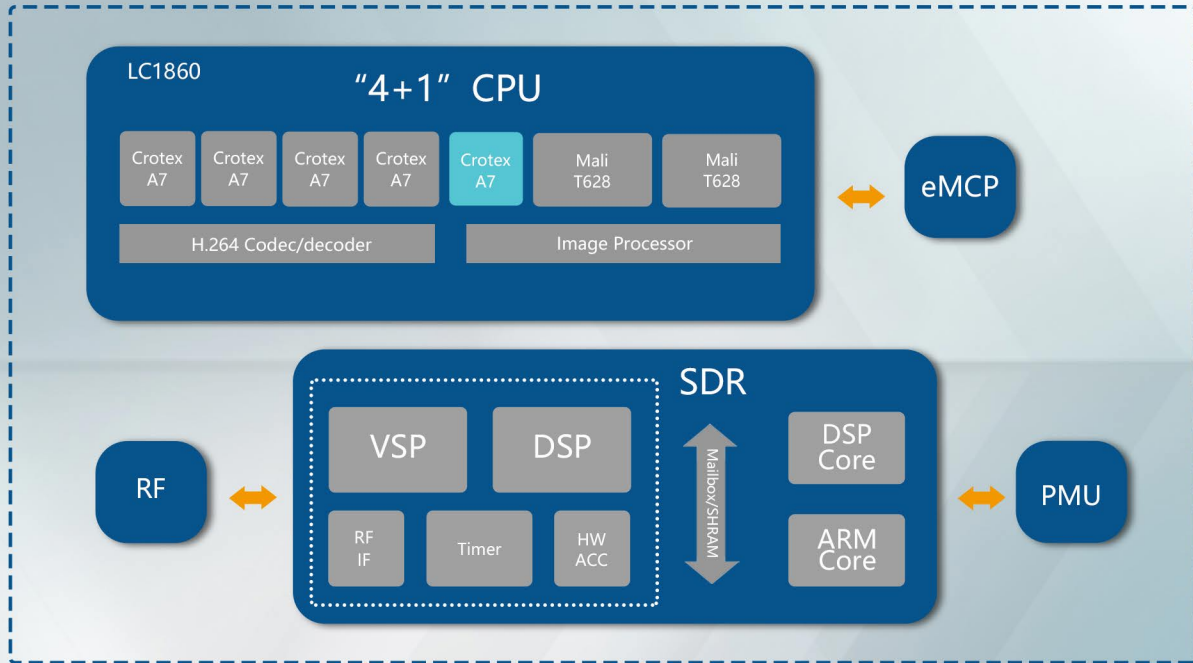 LC1860
“4+1” CPU
Crotex
A7
Crotex
A7
Crotex
A7
Crotex
A7
Crotex
A7
Mali
T628
Mali
T628
H.264 Codec/decoder
Image Processor
eMCP
SDR
VSP
DSP
RF
IF
Timer
HW
ACC
Mailbox/SHRAM
DSP
Core
ARM
Core
RF
PMU